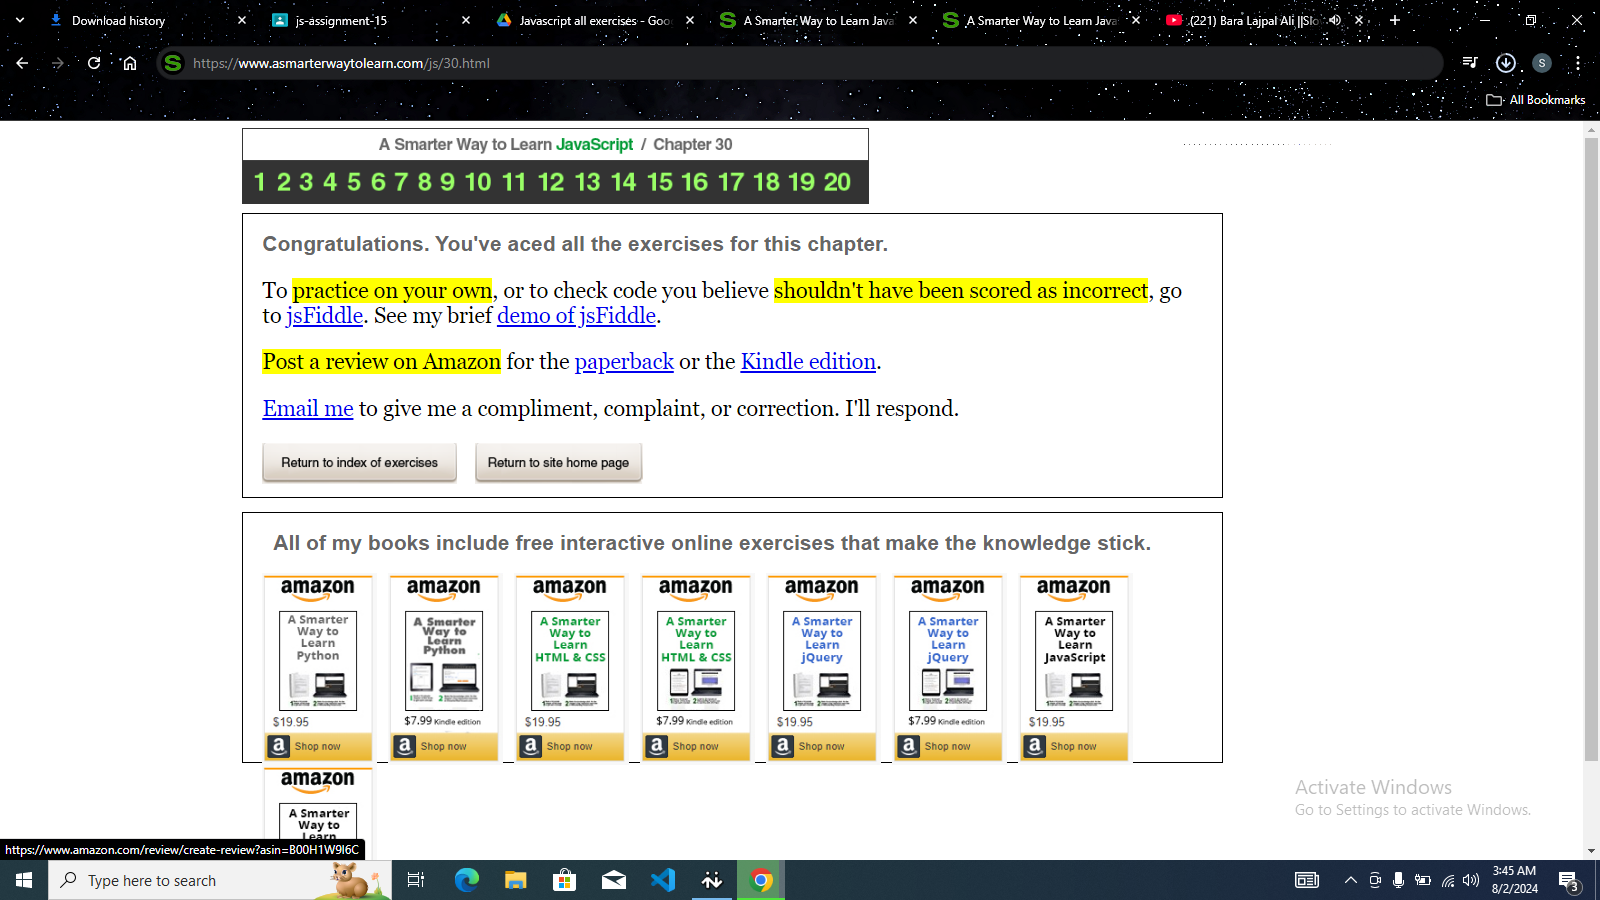 Download history
js-assignment-15
Javascript all exercises - Goo
A Smarter Way to Learn Java
A Smarter Way to Learn Java
(221) Bara Lajpal Ali ||Slo
https://www.asmarterwaytolearn.com/js/30.html
S
All Bookmarks
A Smarter Way to Learn JavaScript / Chapter 30
1 2 3 4 5 6 7 8 9 10 11 12 13 14 15 16 17 18 19 20
Congratulations. You've aced all the exercises for this chapter.
To practice on your own, or to check code you believe shouldn't have been scored as incorrect, go
to jsFiddle. See my brief demo of jsFiddle.
Post a review on Amazon for the paperback or the Kindle edition.
Email me to give me a compliment, complaint, or correction. I'll respond.
Return to index of exercises Return to site home page
All of my books include free interactive online exercises that make the knowledge stick.
amazon
A Smarter
Way to
Learn
Python
$19.95
a Shop now
amazon
A Smarter
Way to
Learn
Python
$7.99 Kindle edition
a Shop now
amazon
A Smarter
Way to
Learn
HTML & CSS
$19.95
a Shop now
amazon
A Smarter
Way to
Learn
HTML & CSS
$7.99 Kindle edition
a Shop now
amazon
A Smarter
Way to
Learn
jQuery
$19.95
a Shop now
amazon
A Smarter
Way to
Learn
jQuery
$7.99 Kindle edition
a Shop now
amazon
A Smarter
Way to
Learn
JavaScript
$19.95
a Shop now
amazon
A Smarter
Way to
Learn
Activate Windows
Go to Settings to activate Windows.
https://www.amazon.com/review/create-review?asin=B00H1W9I6C
Type here to search
3:45 AM
8/2/2024
3